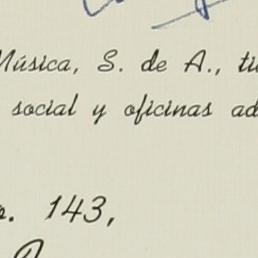 Música, S. de A.,
social y oficinas
143,